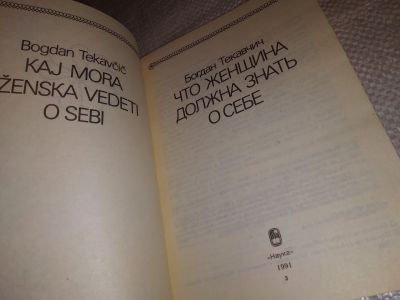 Bogdan Tekavčič
KAJ MORA
ŽENSKA VEDETI
O SEBI
Богдан Текавчич
ЧТО ЖЕНЩИНА
ДОЛЖНА ЗНАТЬ
О СЕБЕ
«Наука»
1991
3